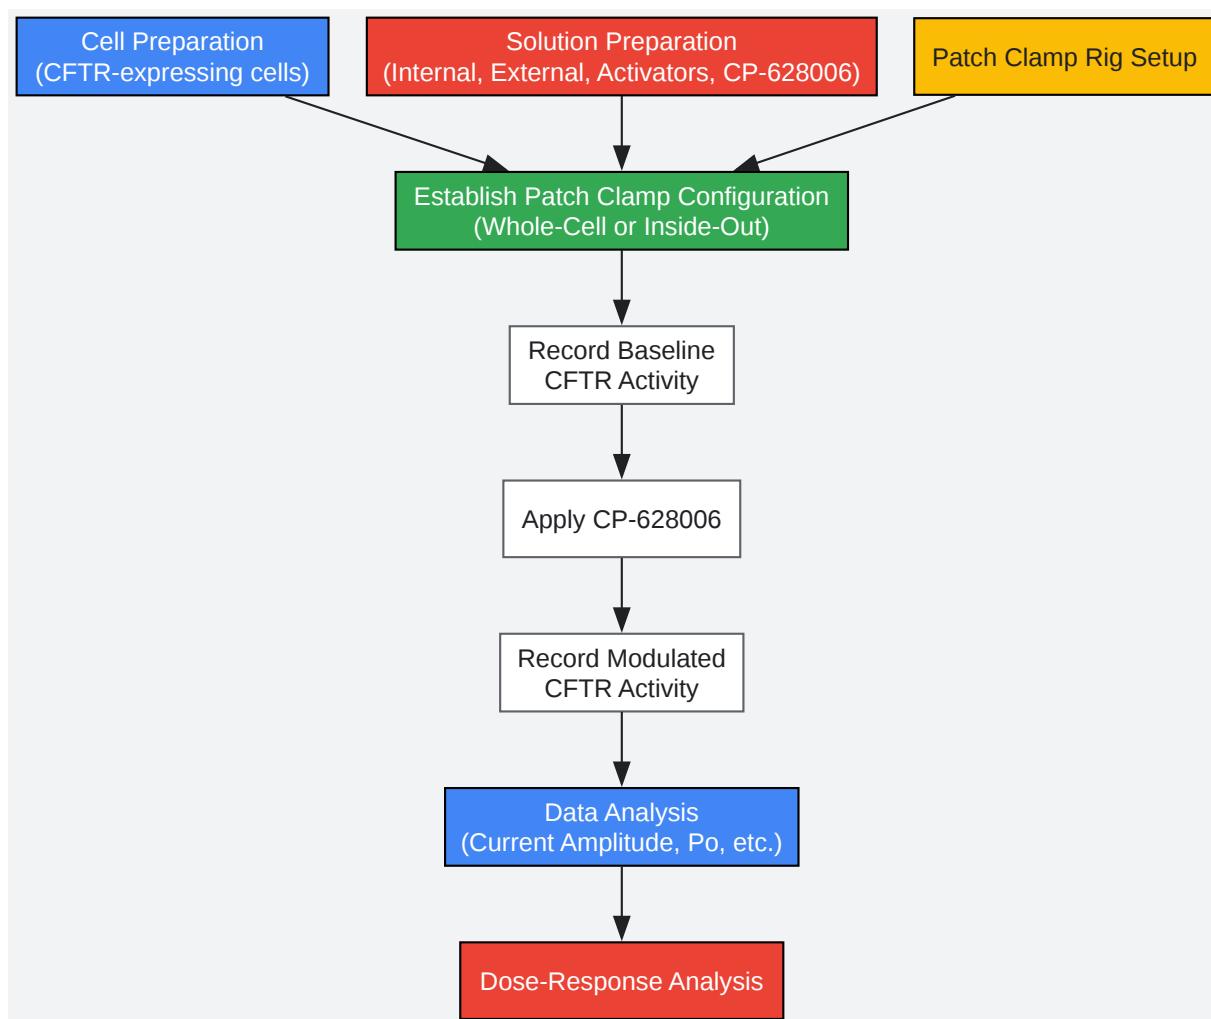 Cell Preparation
(CFTR-expressing cells)
Solution Preparation
(Internal, External, Activators, CP-628006)
Patch Clamp Rig Setup
Establish Patch Clamp Configuration
(Whole-Cell or Inside-Out)
Record Baseline
CFTR Activity
Apply CP-628006
Record Modulated
CFTR Activity
Data Analysis
(Current Amplitude, Po, etc.)
Dose-Response Analysis